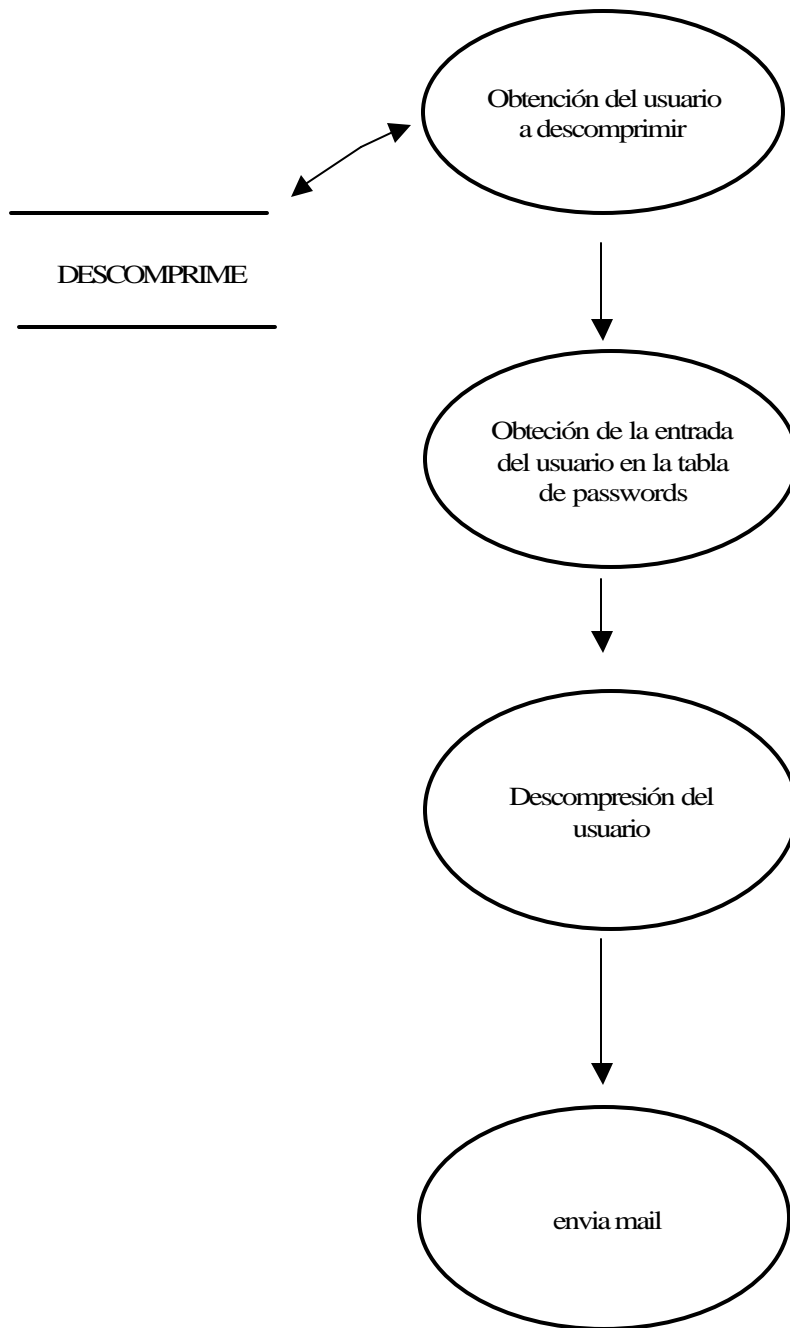 Obtención del usuario
a descomprimir
DESCOMPRIME
Obteción de la entrada
del usuario en la tabla
de passwords
Descompresión del
usuario
envia mail